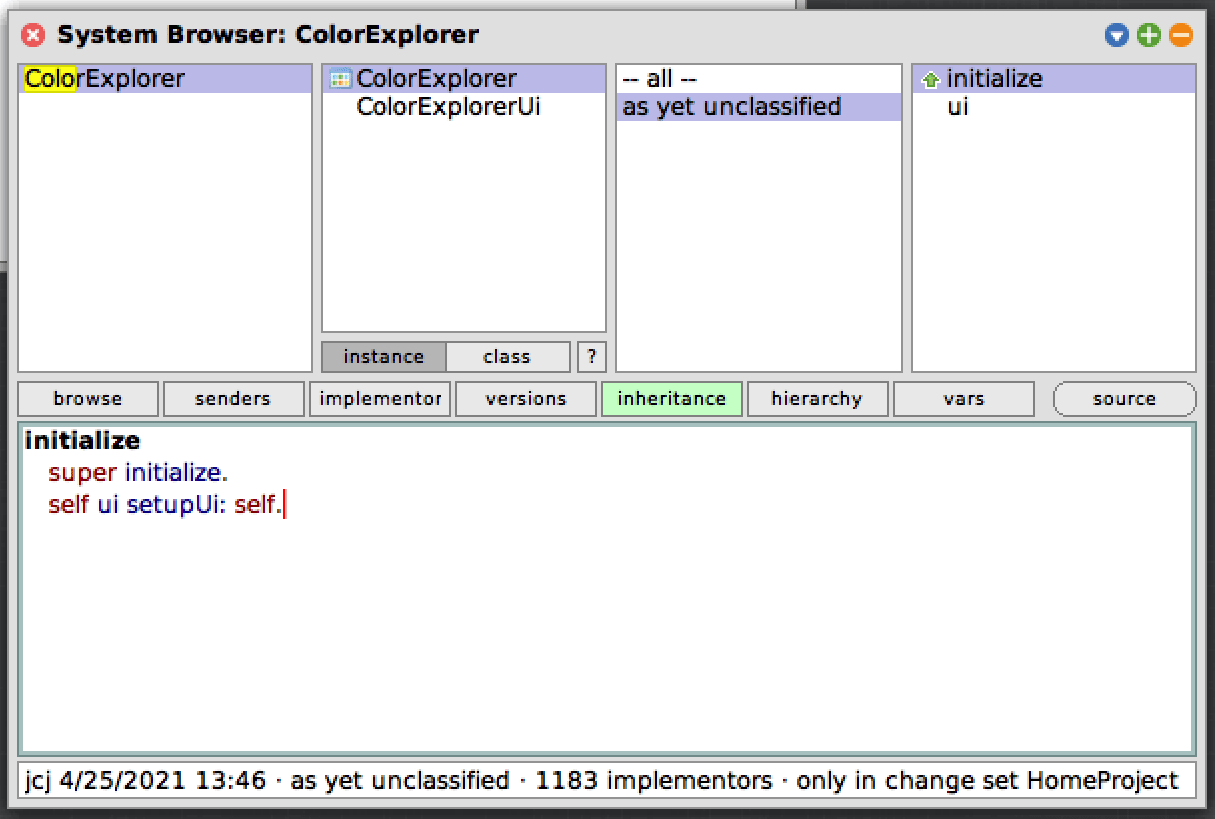 System Browser: ColorExplorer
ColorExplorer
ColorExplorer
ColorExplorerUi
instance class ?
-- all --
as yet unclassified
initialize
ui
browse senders implementor versions inheritance hierarchy vars source
initialize
super initialize.
self ui setupUi: self.
jcj 4/25/2021 13:46 · as yet unclassified · 1183 implementors · only in change set HomeProject